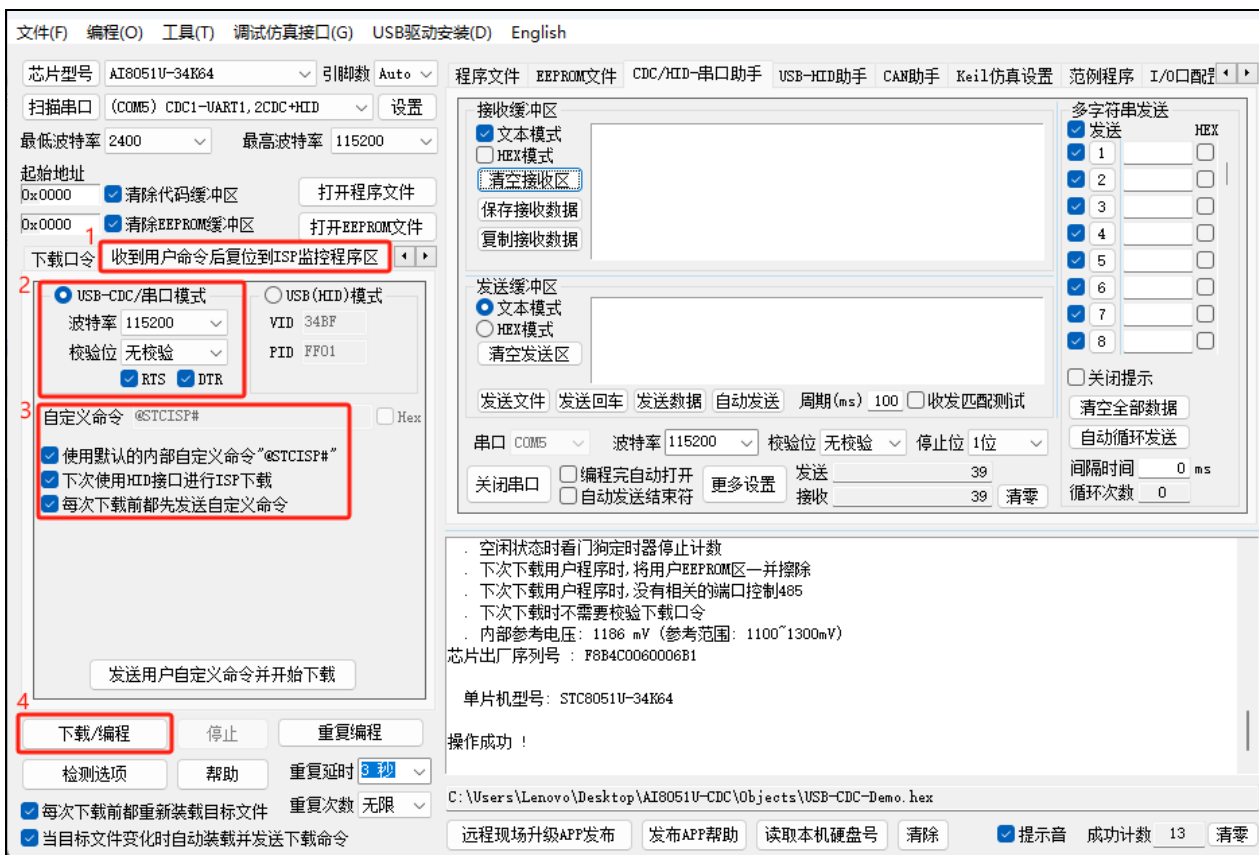 文件(F) 编程(O) 工具(T) 调试仿真接口(G) USB驱动安装(D) English
芯片型号 AI8051U-34K64 引脚数 Auto
扫描串口 (COM5) CDC1-UART1,2CDC+HID 设置
最低波特率 2400 最高波特率 115200
起始地址
0x0000 清除代码缓冲区 打开程序文件
0x0000 清除EEPROM缓冲区 打开EEPROM文件
1
下载口令 收到用户命令后复位到ISP监控程序区
2
USB-CDC/串口模式 USB(HID)模式
波特率 115200 VID 34BF
校验位 无校验 PID FF01
RTS DTR
3
自定义命令 @STCISP# Hex
使用默认的内部自定义命令"@STCISP#"
下次使用HID接口进行ISP下载
每次下载前都先发送自定义命令
发送用户自定义命令并开始下载
4
下载/编程 停止 重复编程
检测选项 帮助 重复延时 3 秒
每次下载前都重新装载目标文件 重复次数 无限
当目标文件变化时自动装载并发送下载命令
程序文件 EEPROM文件 CDC/HID-串口助手 USB-HID助手 CAN助手 Keil仿真设置 范例程序 I/O口配
接收缓冲区
文本模式
HEX模式
清空接收区
保存接收数据
复制接收数据
发送缓冲区
文本模式
HEX模式
清空发送区
发送文件 发送回车 发送数据 自动发送 周期(ms) 100 收发匹配测试
串口 COM5 波特率 115200 校验位 无校验 停止位 1位
关闭串口 编程完自动打开 更多设置 发送 39
自动发送结束符 接收 39 清零
多字符串发送
发送 HEX
1
2
3
4
5
6
7
8
关闭提示
清空全部数据
自动循环发送
间隔时间 0 ms
循环次数 0
. 空闲状态时看门狗定时器停止计数
. 下次下载用户程序时,将用户EEPROM区一并擦除
. 下次下载用户程序时,没有相关的端口控制485
. 下次下载时不需要校验下载口令
. 内部参考电压: 1186 mV (参考范围: 1100~1300mV)
芯片出厂序列号 : F8B4C0060006B1
单片机型号: STC8051U-34K64
操作成功 !
C:\Users\Lenovo\Desktop\AI8051U-CDC\Objects\USB-CDC-Demo.hex
远程现场升级APP发布 发布APP帮助 读取本机硬盘号 清除 提示音 成功计数 13 清零